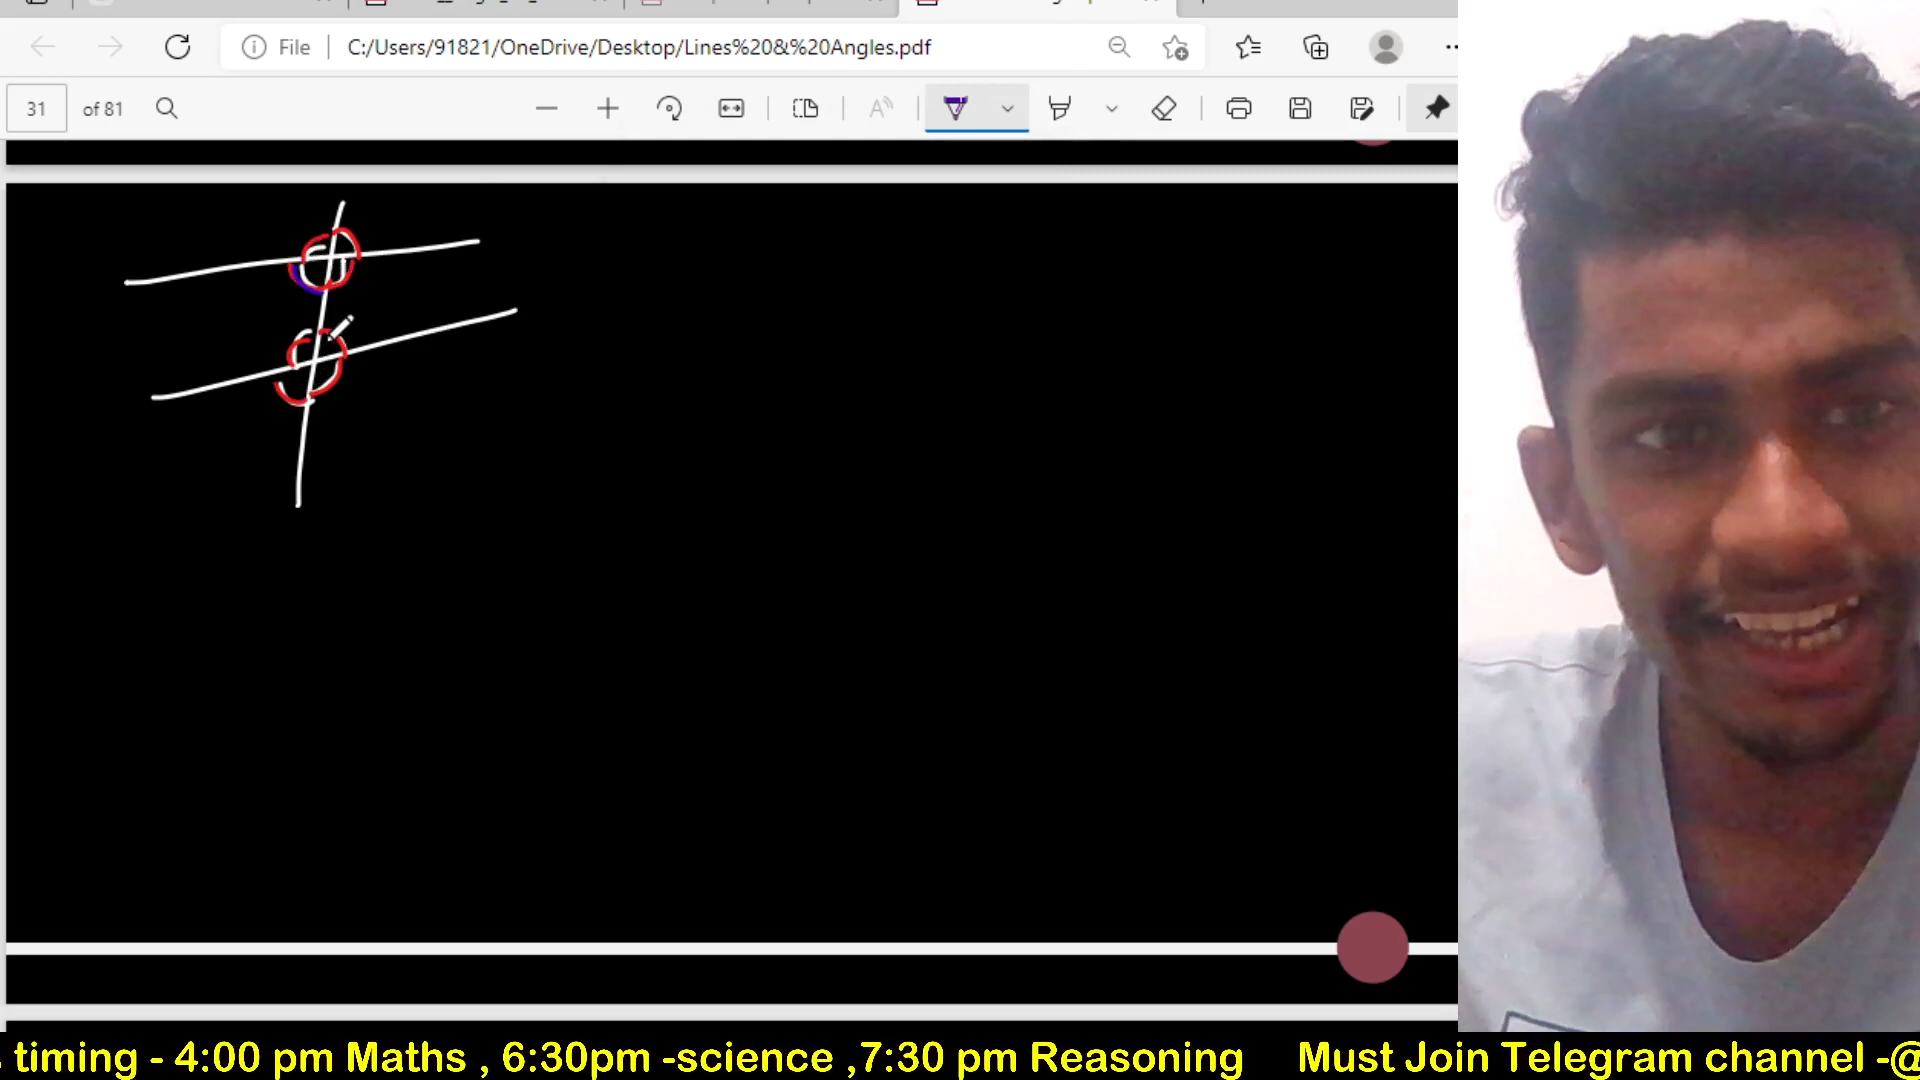 File C:/Users/91821/OneDrive/Desktop/Lines%20&%20Angles.pdf
31 of 81
timing - 4:00 pm Maths , 6:30pm -science ,7:30 pm Reasoning Must Join Telegram channel -@